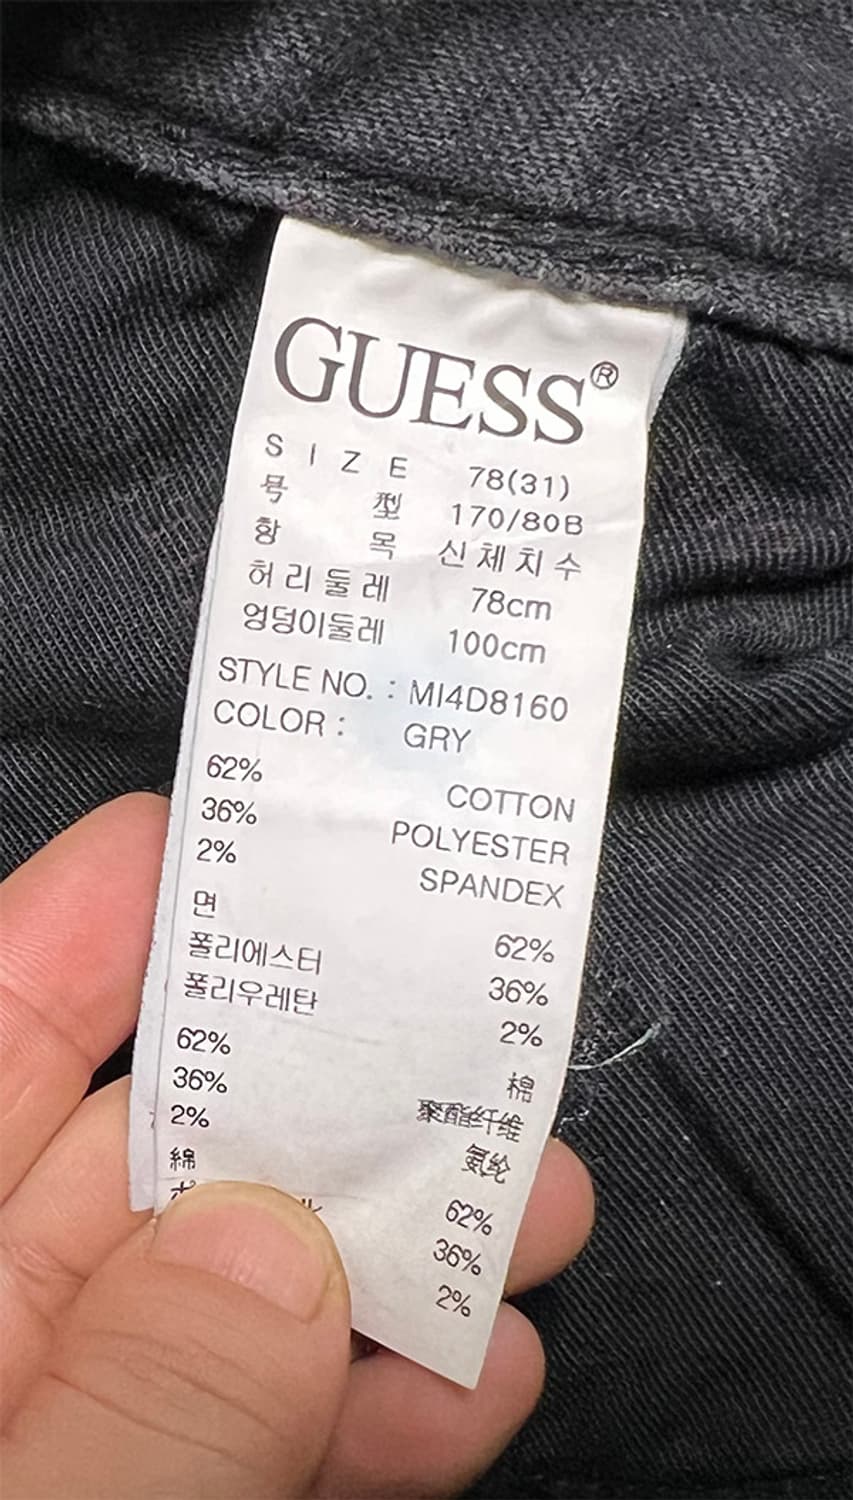 GUESS®
SIZE 78(31)
号型 170/80B
항목 신체치수
허리둘레 78cm
엉덩이둘레 100cm
STYLE NO. : MI4D8160
COLOR : GRY
62% COTTON
36% POLYESTER
2% SPANDEX
면 62%
폴리에스터 36%
폴리우레탄 2%
62% 棉
36% 聚酯纤维
2% 氨纶
綿 62%
36%
2%